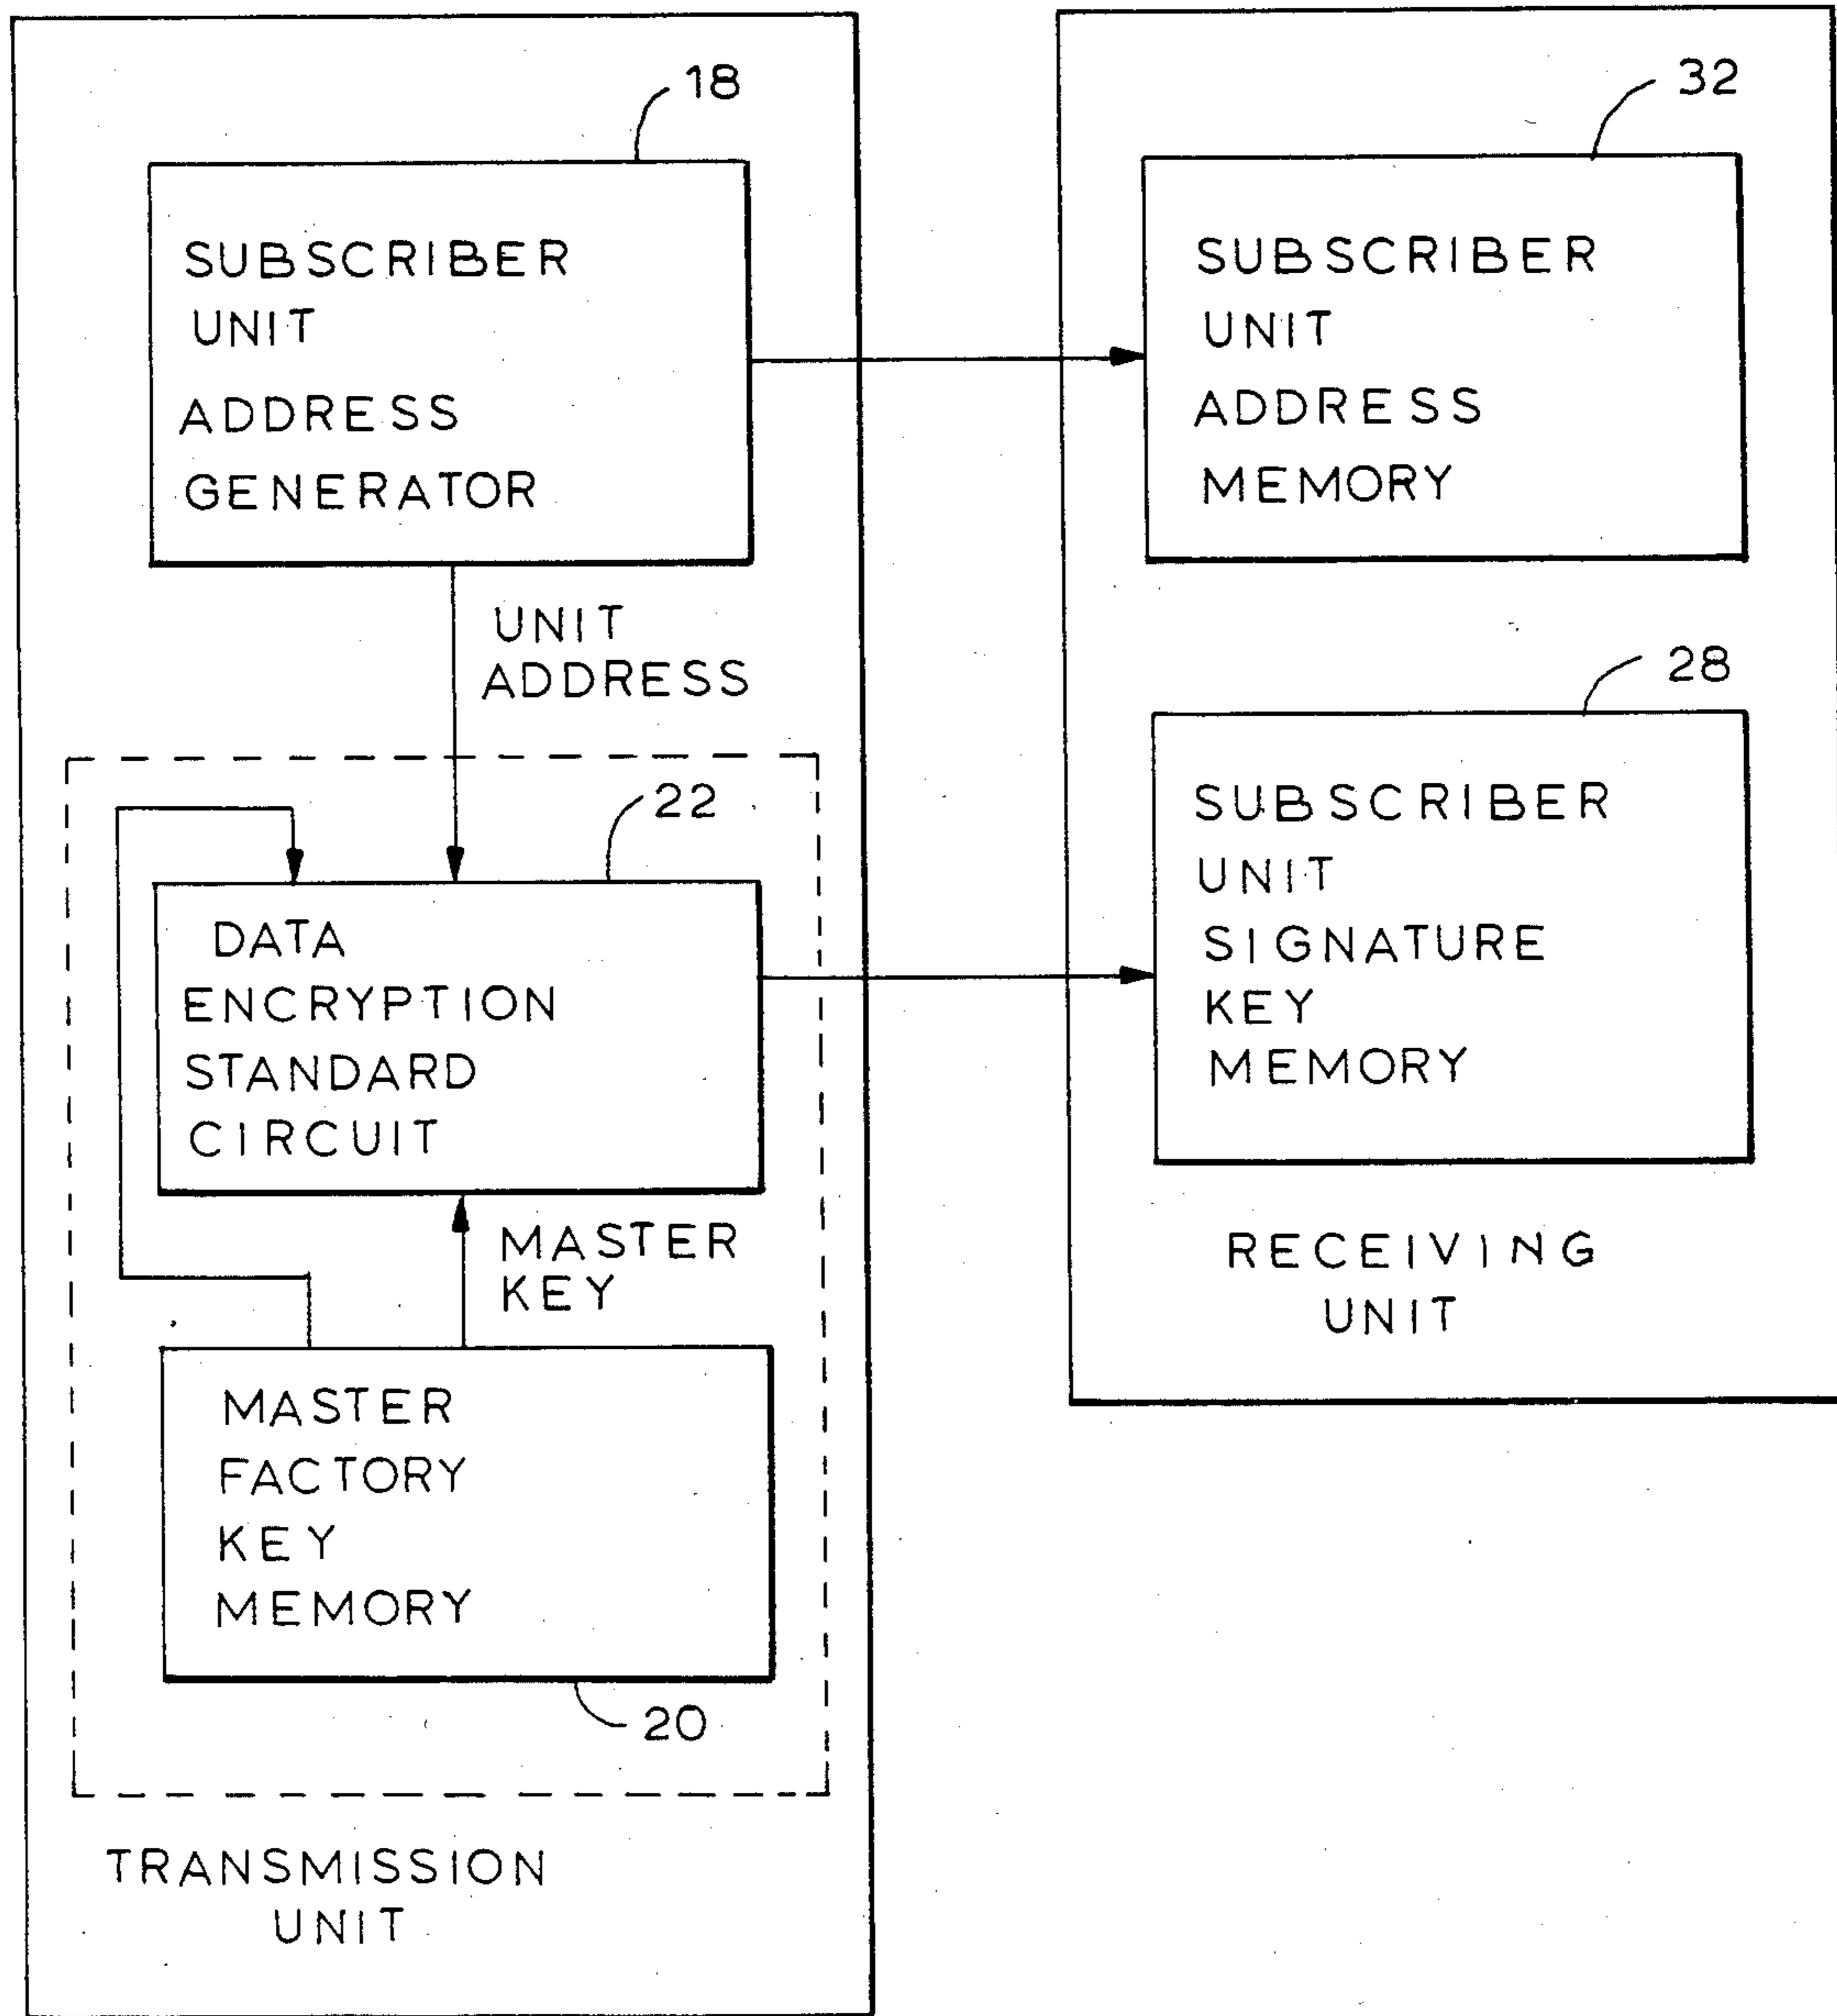 18
SUBSCRIBER
UNIT
ADDRESS
GENERATOR
UNIT
ADDRESS
22
DATA
ENCRYPTION
STANDARD
CIRCUIT
MASTER
KEY
MASTER
FACTORY
KEY
MEMORY
20
TRANSMISSION
UNIT
32
SUBSCRIBER
UNIT
ADDRESS
MEMORY
28
SUBSCRIBER
UNIT
SIGNATURE
KEY
MEMORY
RECEIVING
UNIT